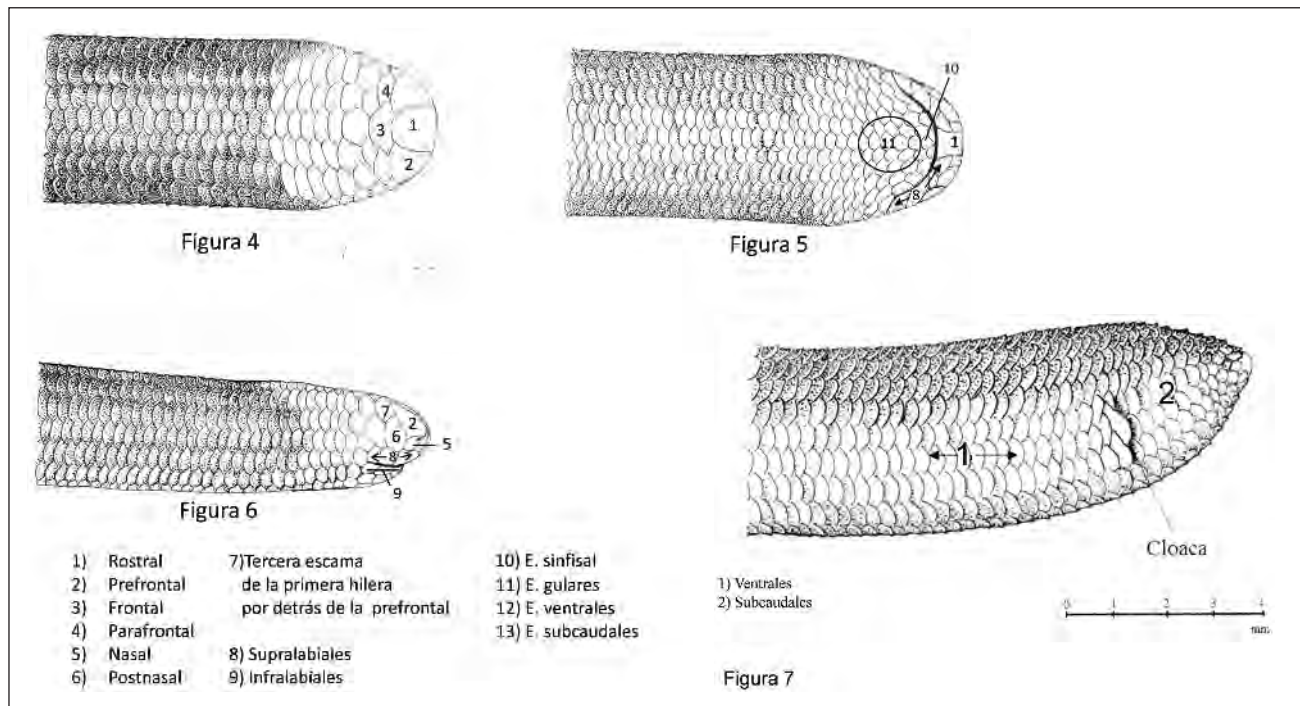 4
3
1
2
Figura 4
10
11
1
8
Figura 5
7
2
6
5
8
9
Figura 6
1
2
Cloaca
1) Rostral
2) Prefrontal
3) Frontal
4) Parafrontal
5) Nasal
6) Postnasal
7)Tercera escama
de la primera hilera
por detrás de la prefrontal
8) Supralabiales
9) Infralabiales
10) E. sinfisal
11) E. gulares
12) E. ventrales
13) E. subcaudales
1) Ventrales
2) Subcaudales
0 1 2 3 4
mm
Figura 7